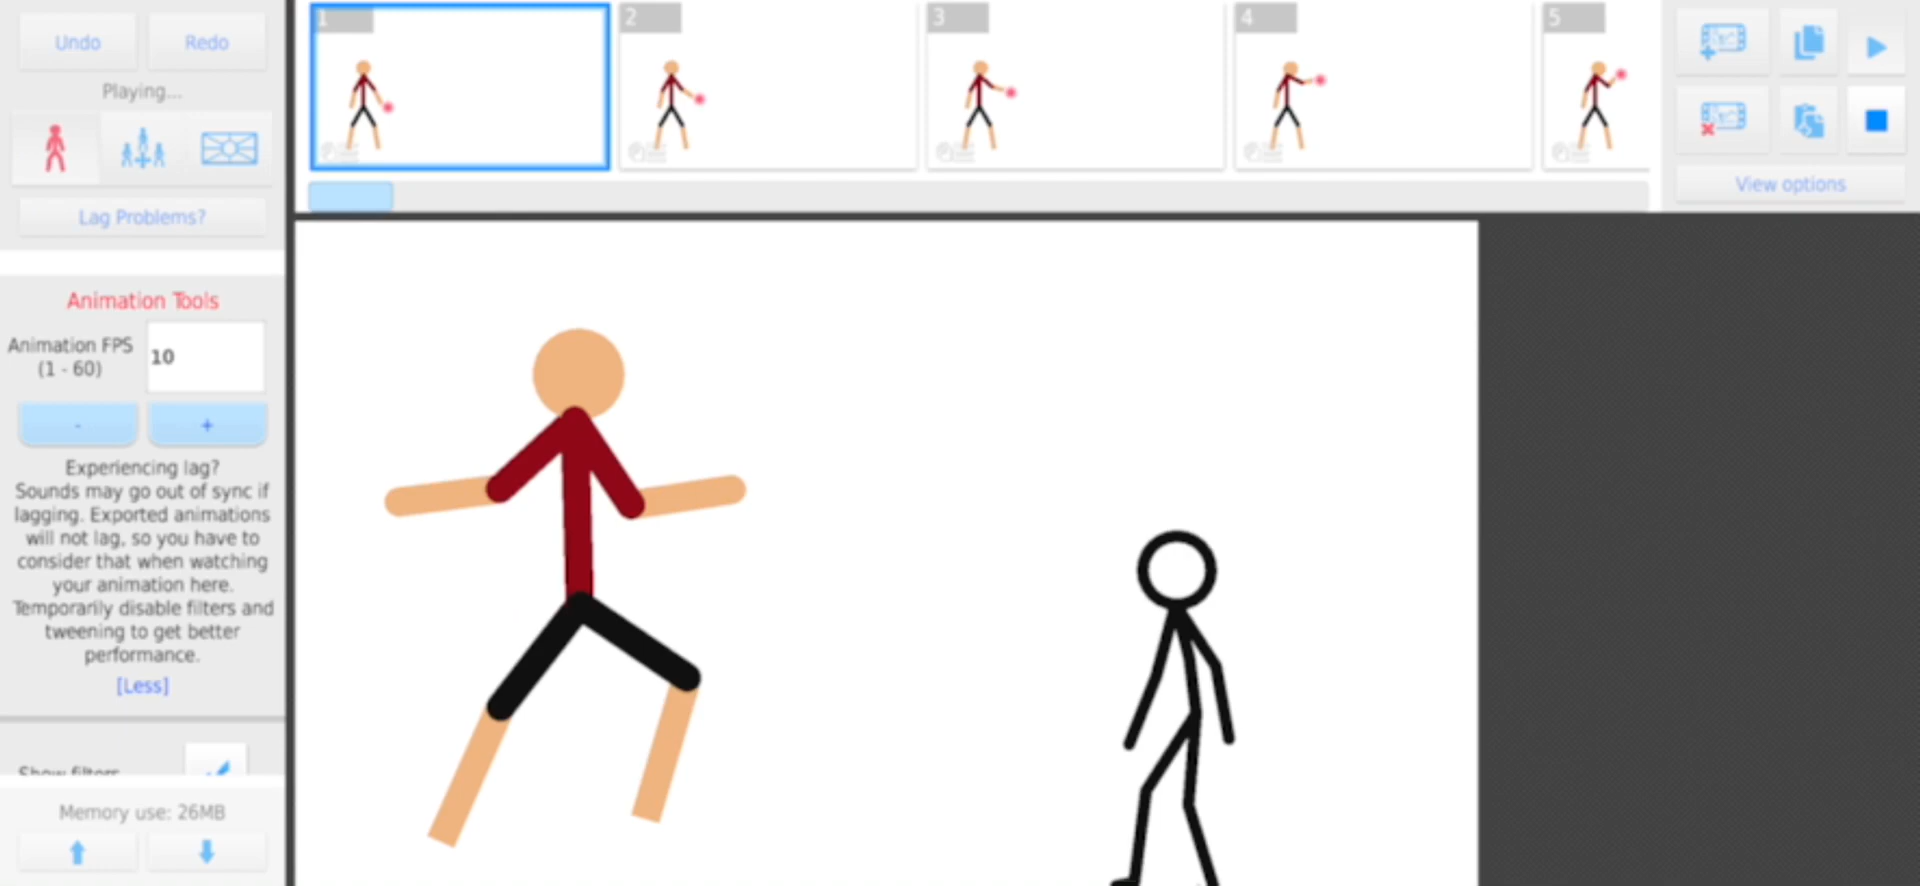 Undo
Redo
Playing...
Lag Problems?
1
2
3
4
5
View options
Animation Tools
Animation FPS
(1 - 60)
10
-
+
Experiencing lag?
Sounds may go out of sync if
lagging. Exported animations
will not lag, so you have to
consider that when watching
your animation here.
Temporarily disable filters and
tweening to get better
performance.
[Less]
Show filters
Memory use: 26MB